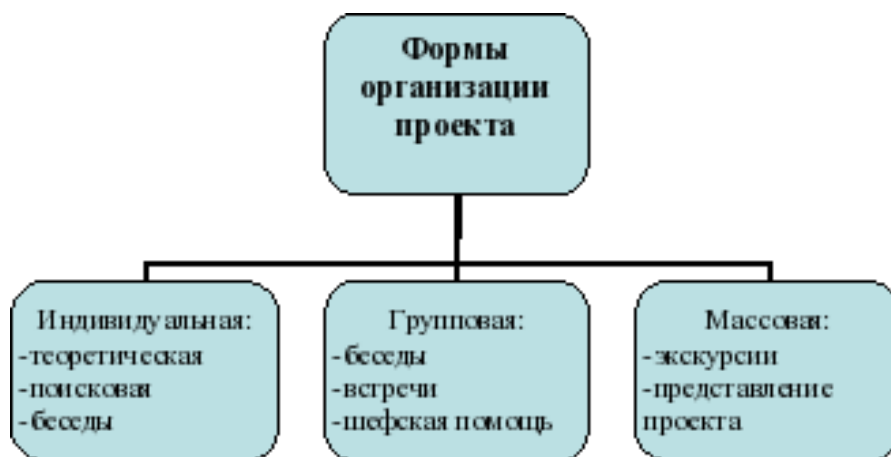 Формы
организации
проекта
Индивидуальная:
-теоретическая
-поисковая
-беседы
Групповая:
-беседы
-встречи
-шефская помощь
Массовая:
-экскурсии
-представление
проекта